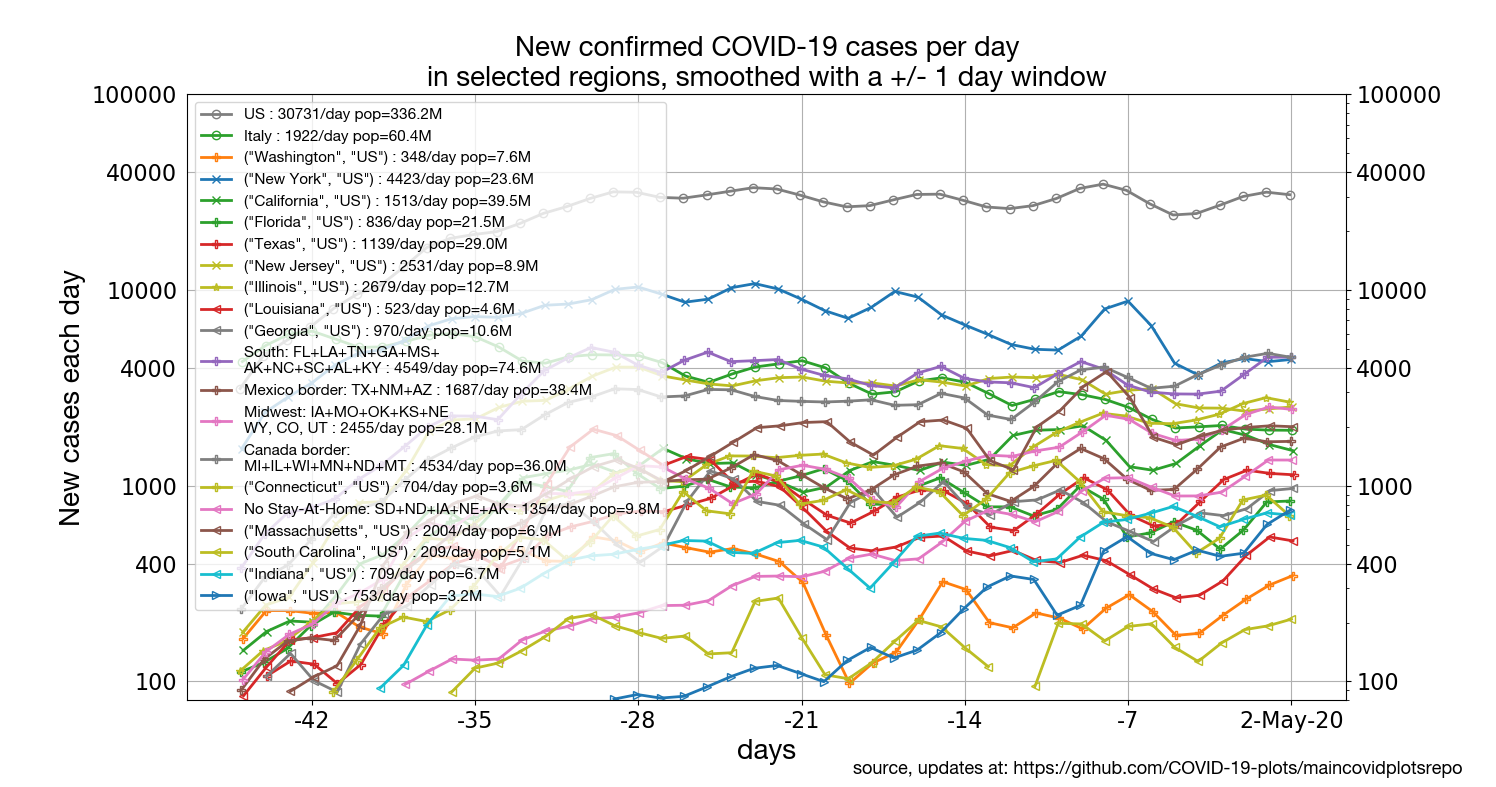 New confirmed COVID-19 cases per day
in selected regions, smoothed with a +/- 1 day window
New cases each day
100000
40000
10000
4000
1000
400
100
US : 30731/day pop=336.2M
Italy : 1922/day pop=60.4M
("Washington", "US") : 348/day pop=7.6M
("New York", "US") : 4423/day pop=23.6M
("California", "US") : 1513/day pop=39.5M
("Florida", "US") : 836/day pop=21.5M
("Texas", "US") : 1139/day pop=29.0M
("New Jersey", "US") : 2531/day pop=8.9M
("Illinois", "US") : 2679/day pop=12.7M
("Louisiana", "US") : 523/day pop=4.6M
("Georgia", "US") : 970/day pop=10.6M
South: FL+LA+TN+GA+MS+
AK+NC+SC+AL+KY : 4549/day pop=74.6M
Mexico border: TX+NM+AZ : 1687/day pop=38.4M
Midwest: IA+MO+OK+KS+NE
WY, CO, UT : 2455/day pop=28.1M
Canada border:
MI+IL+WI+MN+ND+MT : 4534/day pop=36.0M
("Connecticut", "US") : 704/day pop=3.6M
No Stay-At-Home: SD+ND+IA+NE+AK : 1354/day pop=9.8M
("Massachusetts", "US") : 2004/day pop=6.9M
("South Carolina", "US") : 209/day pop=5.1M
("Indiana", "US") : 709/day pop=6.7M
("Iowa", "US") : 753/day pop=3.2M
100000
40000
10000
4000
1000
400
100
-42
-35
-28
-21
-14
-7
2-May-20
days
source, updates at: https://github.com/COVID-19-plots/maincovidplotsrepo